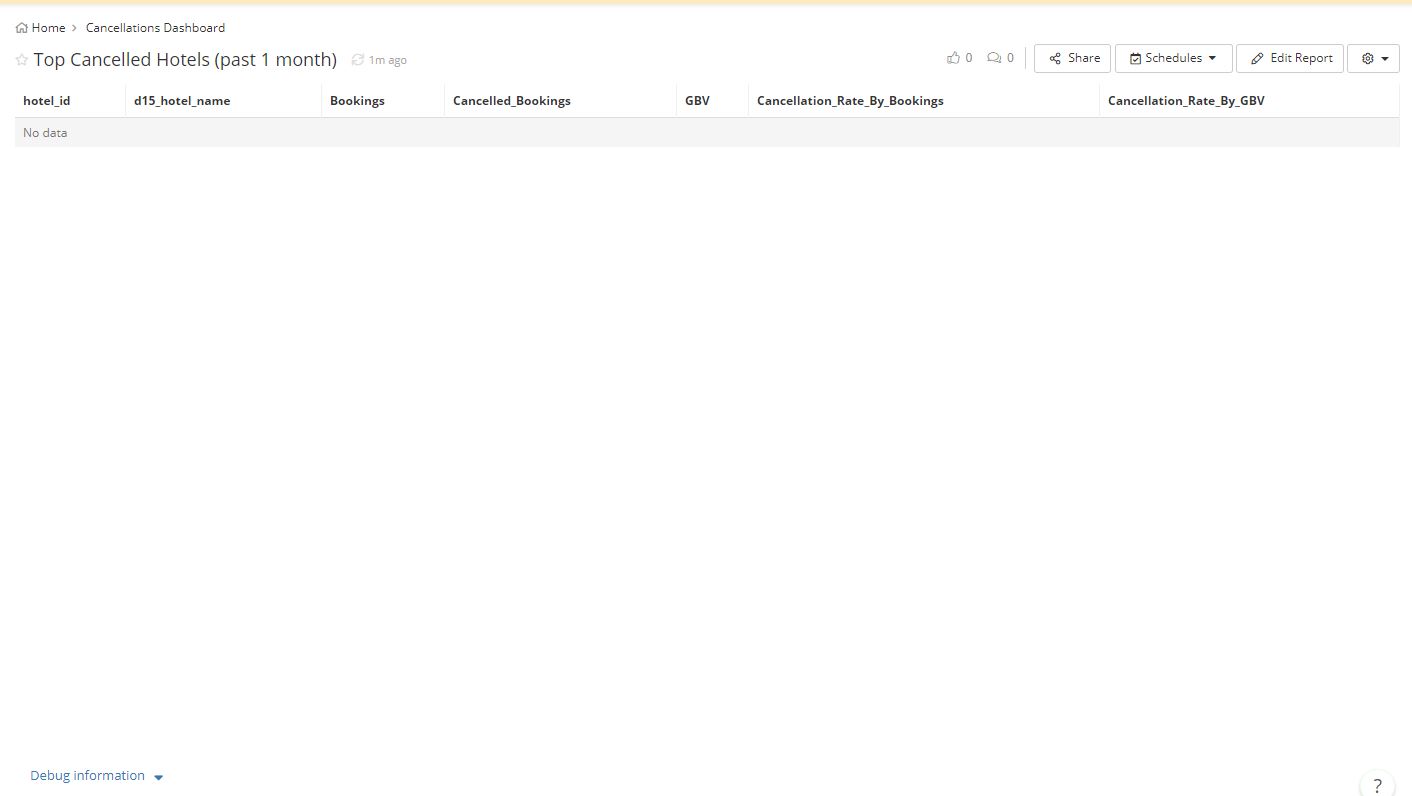 Home > Cancellations Dashboard
Top Cancelled Hotels (past 1 month) 1m ago 0 0 Share Schedules Edit Report
hotel_id d15_hotel_name Bookings Cancelled_Bookings GBV Cancellation_Rate_By_Bookings Cancellation_Rate_By_GBV
No data
Debug information
?